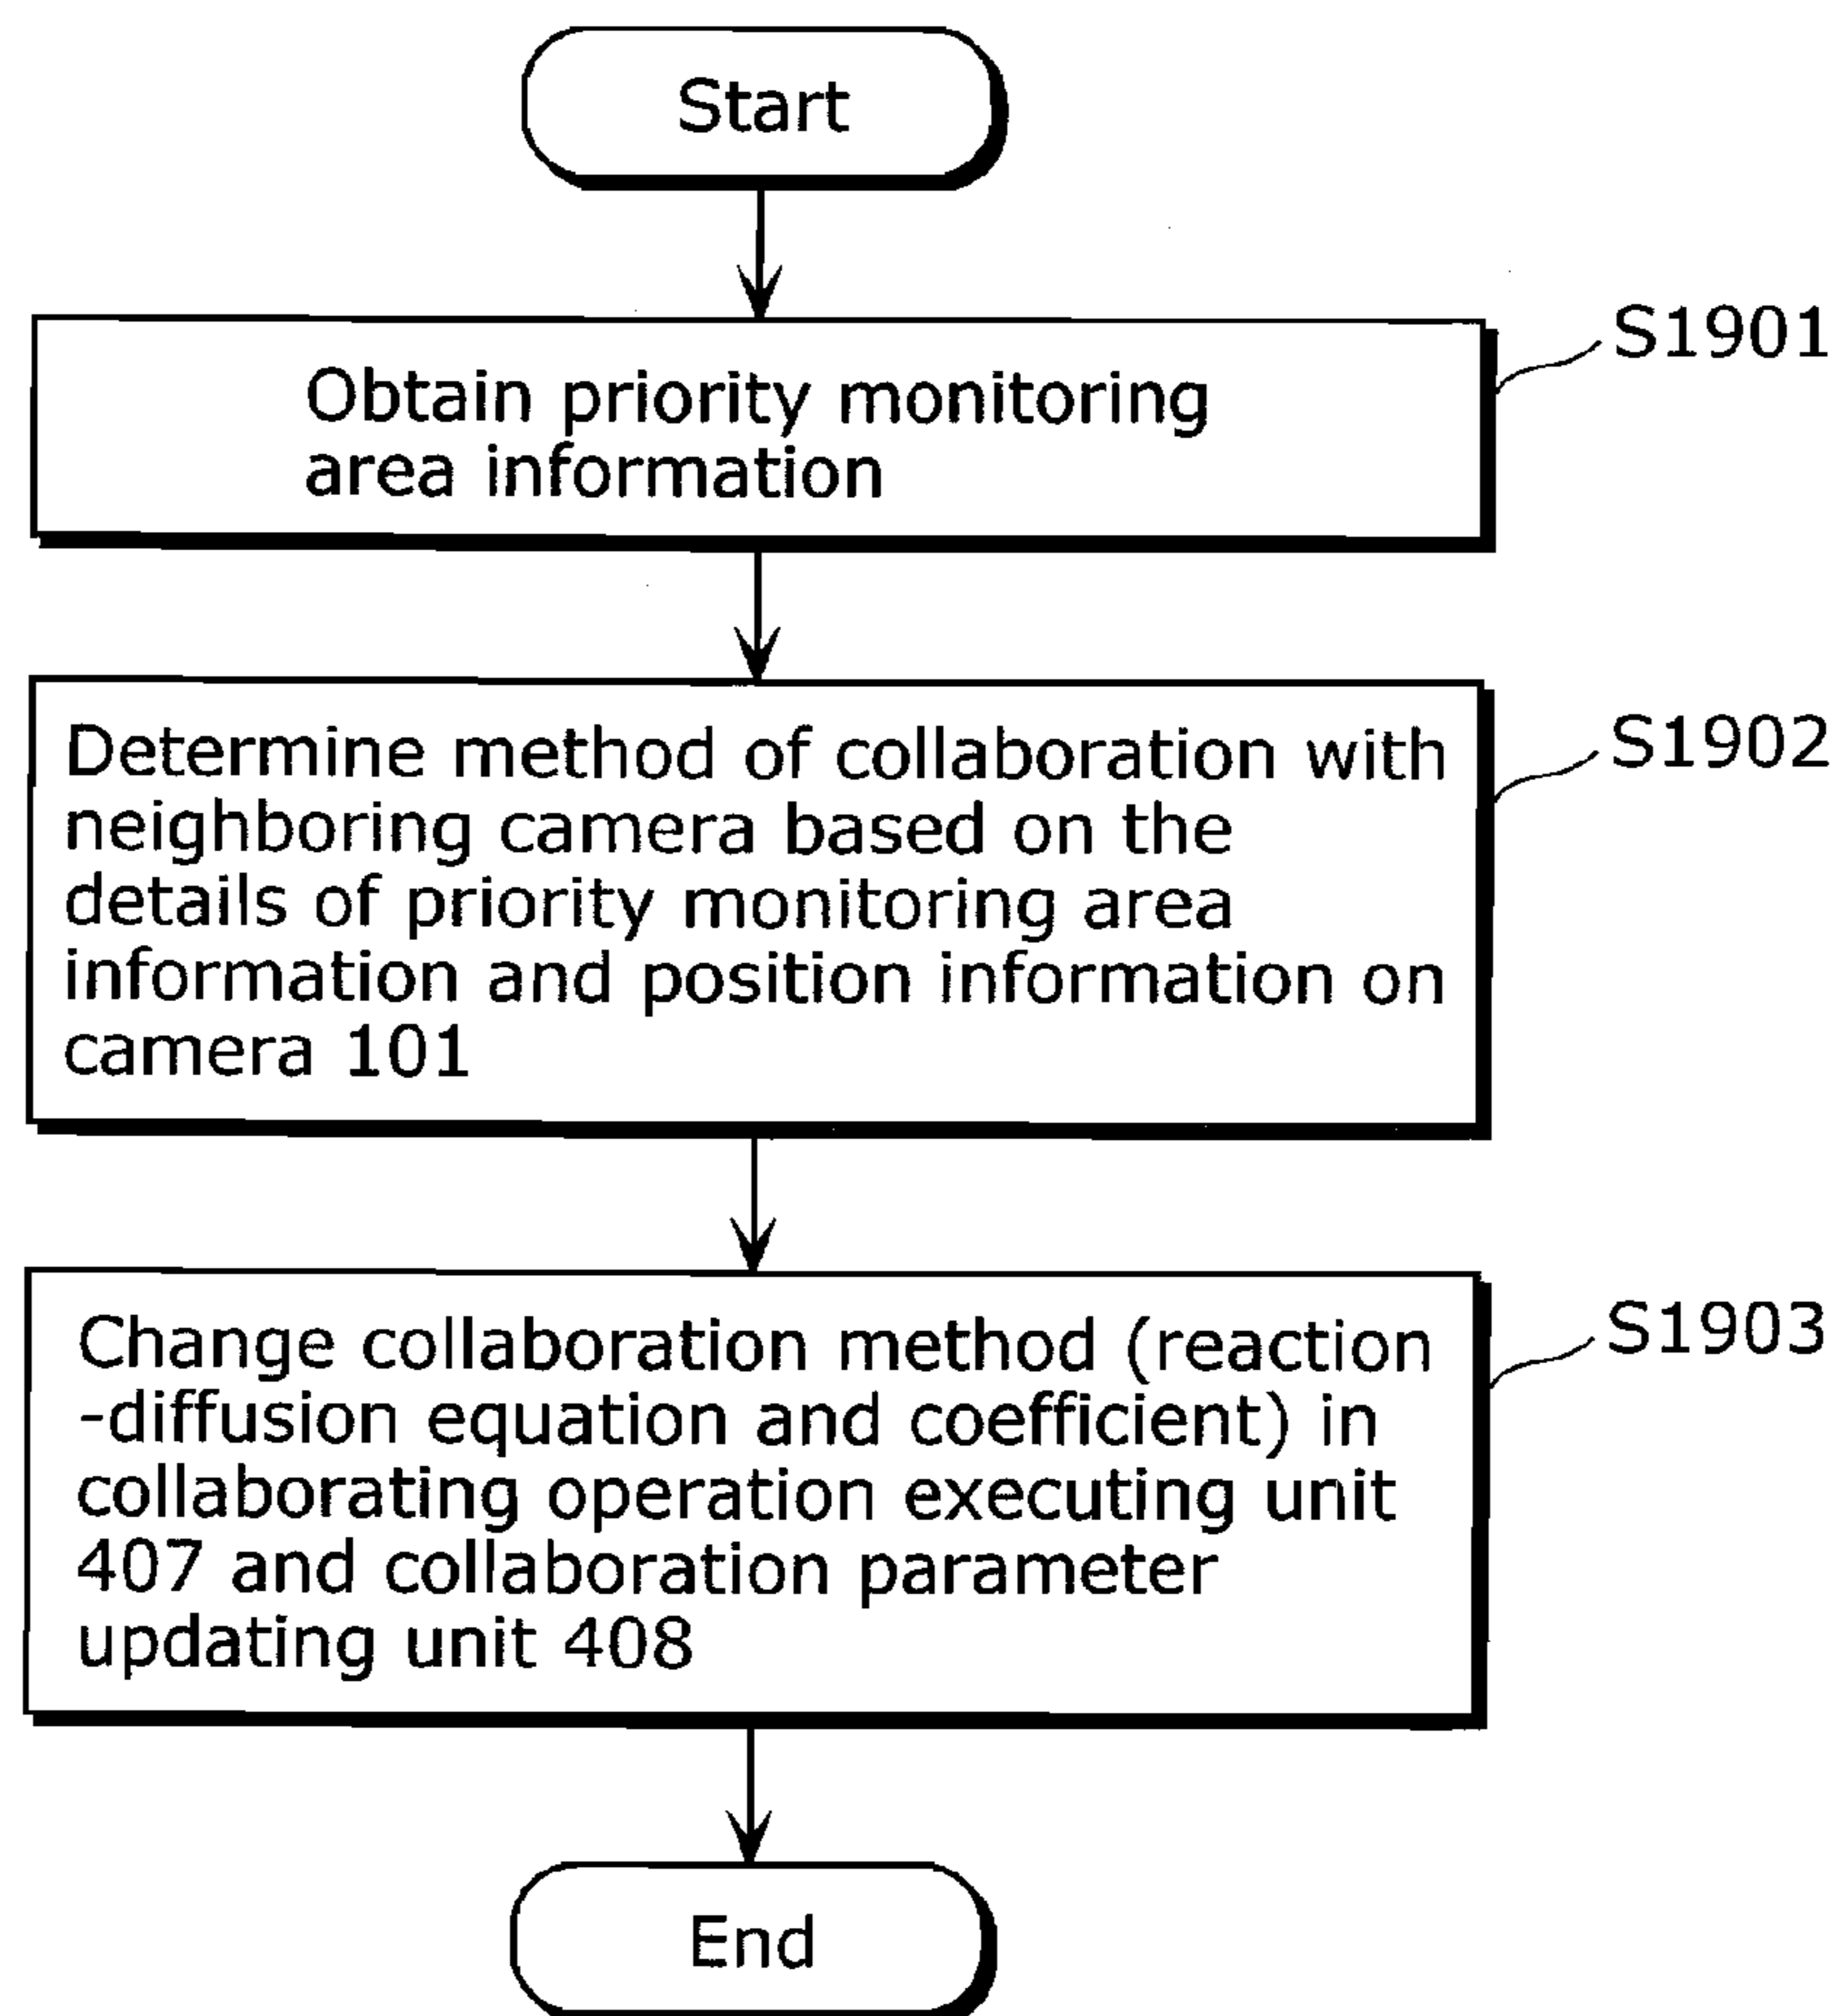 Start
S1901
Obtain priority monitoring
area information
S1902
Determine method of collaboration with
neighboring camera based on the
details of priority monitoring area
information and position information on
camera 101
S1903
Change collaboration method (reaction
-diffusion equation and coefficient) in
collaborating operation executing unit
407 and collaboration parameter
updating unit 408
End